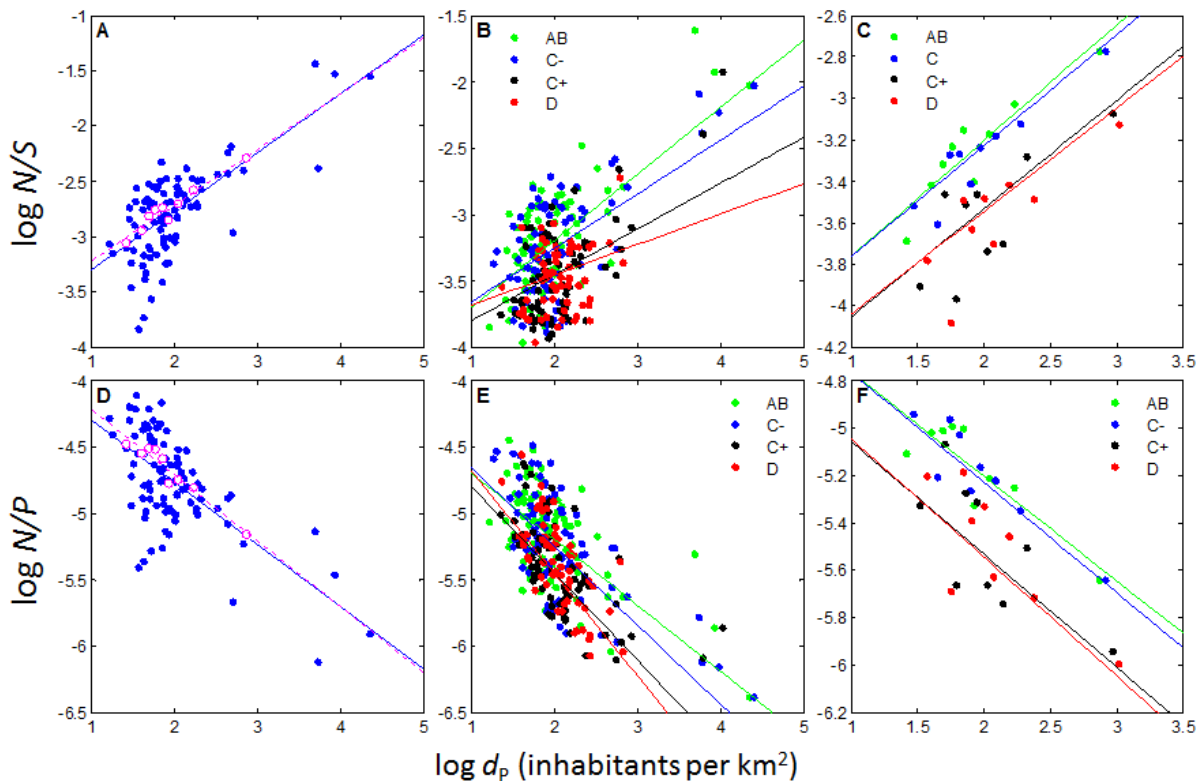 A
B
C
-1
-1.5
-2
-2.5
-3
-3.5
-4
1
2
3
4
5
log N/S
-1.5
-2
-2.5
-3
-3.5
-4
1
2
3
4
5
AB
C-
C+
D
-2.6
-2.8
-3
-3.2
-3.4
-3.6
-3.8
-4
-4.2
1
1.5
2
2.5
3
3.5
AB
C
C+
D
D
E
F
-4
-4.5
-5
-5.5
-6
-6.5
1
2
3
4
5
log N/P
-4
-4.5
-5
-5.5
-6
-6.5
1
2
3
4
5
AB
C-
C+
D
-4.8
-5
-5.2
-5.4
-5.6
-5.8
-6
-6.2
1
1.5
2
2.5
3
3.5
AB
C-
C+
D
log dₚ (inhabitants per km²)